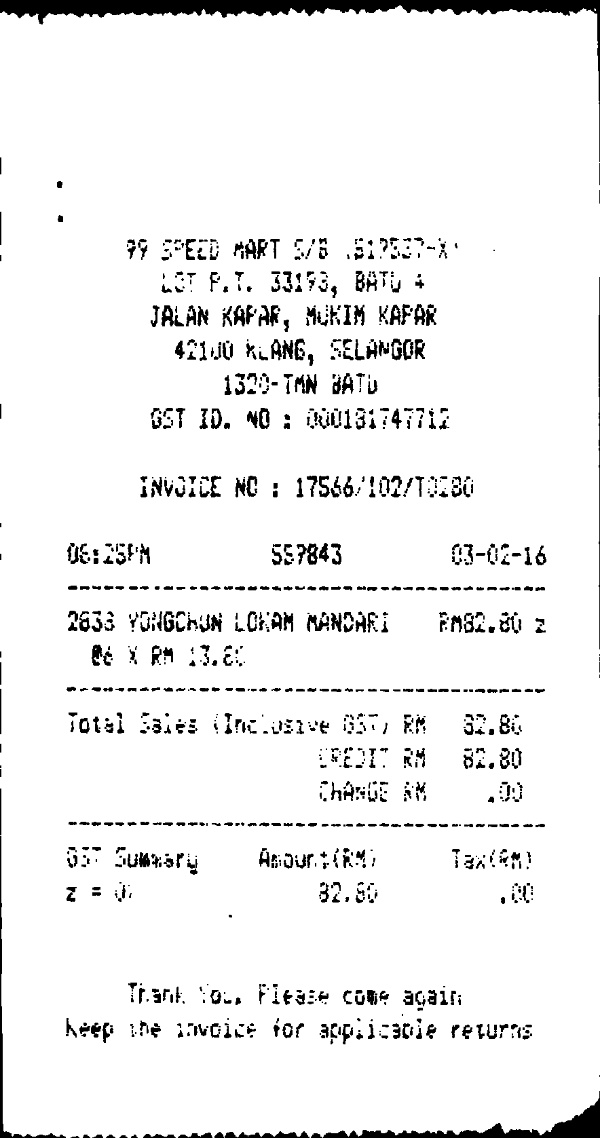 99 SPEED MART S/B (519537-X)
LOT P.T. 33193, BATU 4
JALAN KAPAR, MUKIM KAPAR
42100 KLANG, SELANGOR
1320-TMN BATU
GST ID. NO : 000181747712
INVOICE NO : 17566/102/T0280
06:25PM 557843 03-02-16
2633 YONGCHUN LOKAM MANDARI RM82.80 z
@6 X RM 13.80
Total Sales (Inclusive GST) RM 82.80
CREDIT RM 82.80
CHANGE RM .00
GST Summary Amount(RM) Tax(RM)
z = 0% 82.80 .00
Thank You. Please come again
Keep the invoice for applicable returns